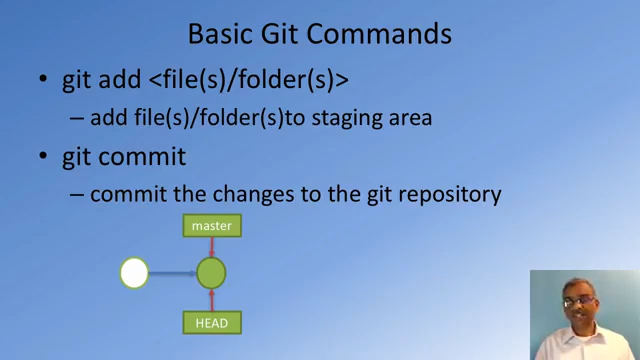 Basic Git Commands
• git add <file(s)/folder(s)>
– add file(s)/folder(s)to staging area
• git commit
– commit the changes to the git repository
master
HEAD